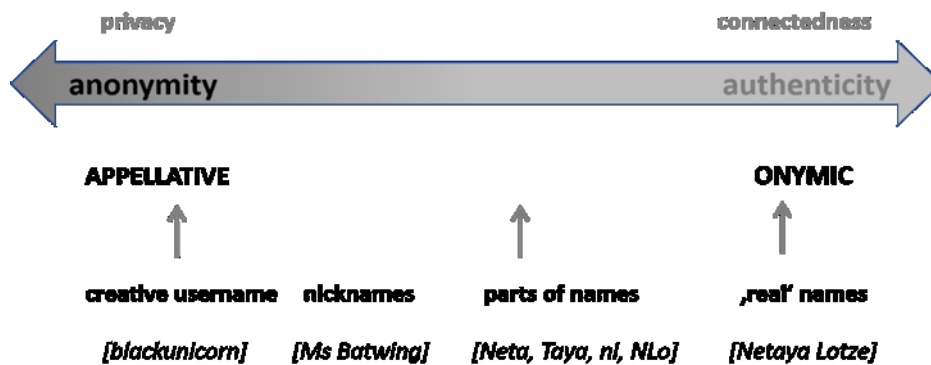 privacy connectedness
anonymity authenticity
APPELLATIVE ONYMIC
creative username nicknames parts of names ‚real‘ names
[blackunicorn] [Ms Batwing] [Neta, Taya, nl, NLo] [Netaya Lotze]